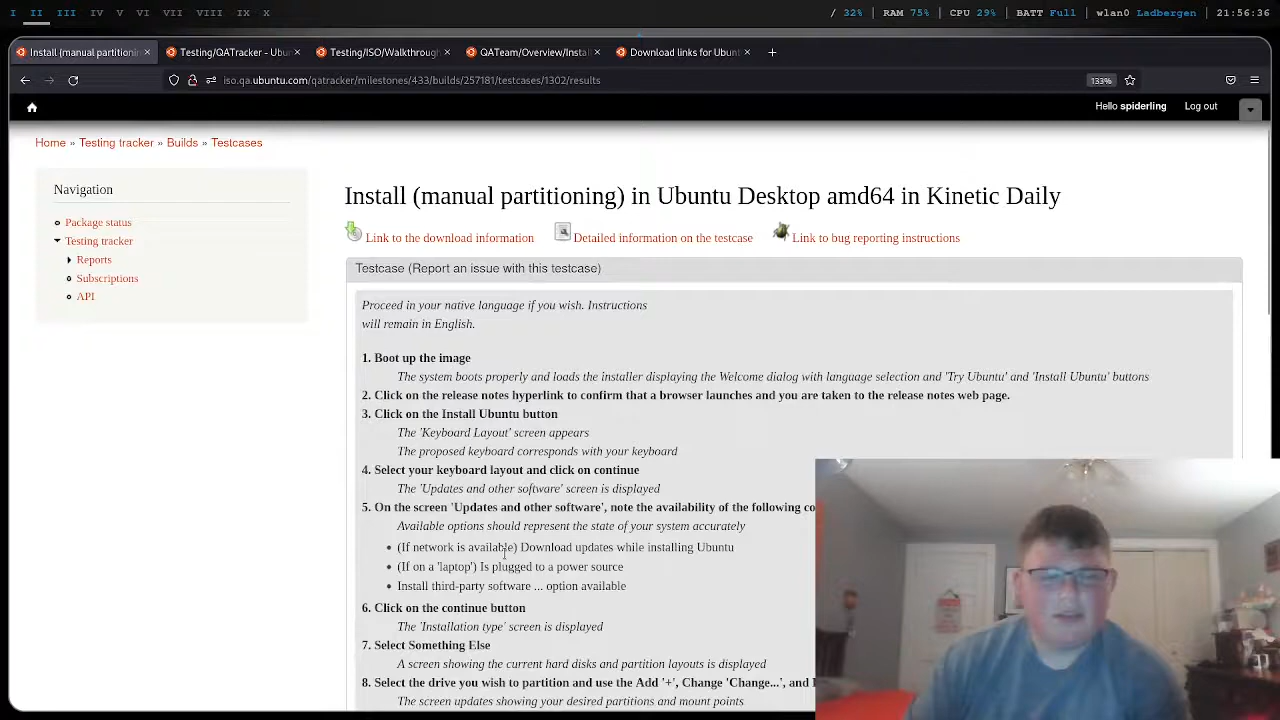 I II III IV V VI VII VIII IX X / 32% | RAM 75% | CPU 29% | BATT Full | wlan0 Ladbergen | 21:56:36
Install (manual partitionin × Testing/QATracker - Ubun × Testing/ISO/Walkthrough × QATeam/Overview/Install × Download links for Ubunt × +
iso.qa.ubuntu.com/qatracker/milestones/433/builds/257181/testcases/1302/results 133%
Hello spiderling Log out
Home » Testing tracker » Builds » Testcases
Navigation
Package status
Testing tracker
Reports
Subscriptions
API
Install (manual partitioning) in Ubuntu Desktop amd64 in Kinetic Daily
Link to the download information Detailed information on the testcase Link to bug reporting instructions
Testcase (Report an issue with this testcase)
Proceed in your native language if you wish. Instructions
will remain in English.
1. Boot up the image
The system boots properly and loads the installer displaying the Welcome dialog with language selection and 'Try Ubuntu' and 'Install Ubuntu' buttons
2. Click on the release notes hyperlink to confirm that a browser launches and you are taken to the release notes web page.
3. Click on the Install Ubuntu button
The 'Keyboard Layout' screen appears
The proposed keyboard corresponds with your keyboard
4. Select your keyboard layout and click on continue
The 'Updates and other software' screen is displayed
5. On the screen 'Updates and other software', note the availability of the following co
Available options should represent the state of your system accurately
• (If network is available) Download updates while installing Ubuntu
• (If on a 'laptop') Is plugged to a power source
• Install third-party software ... option available
6. Click on the continue button
The 'Installation type' screen is displayed
7. Select Something Else
A screen showing the current hard disks and partition layouts is displayed
8. Select the drive you wish to partition and use the Add '+', Change 'Change...', and
The screen updates showing your desired partitions and mount points